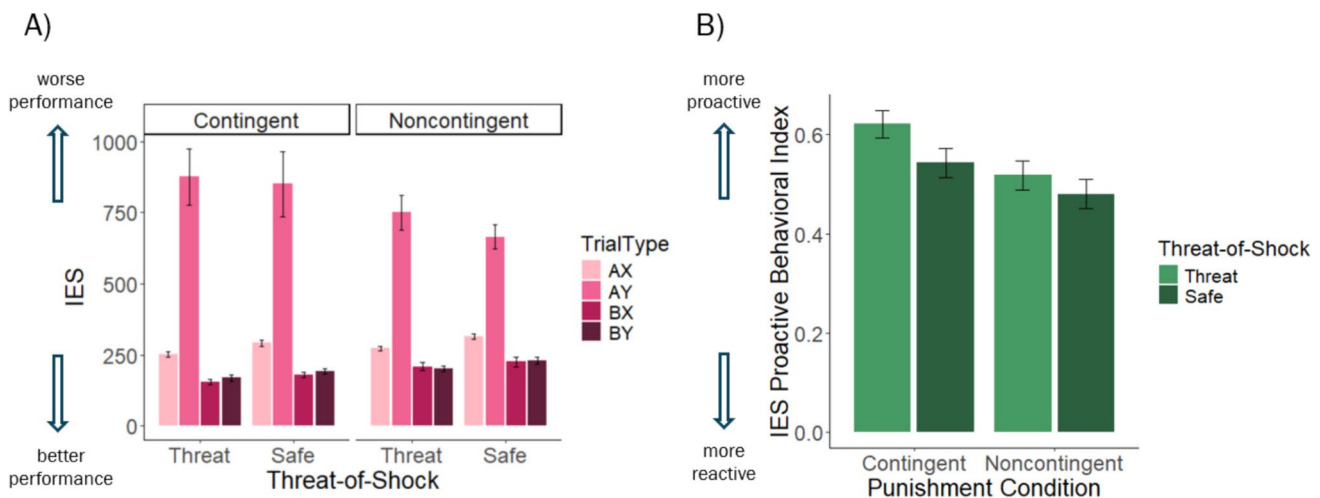 A)
worse
performance
Contingent
Noncontingent
1000
750
500
250
0
IES
better
performance
Threat
Safe
Threat
Safe
Threat-of-Shock
TrialType
AX
AY
BX
BY
B)
more
proactive
0.6
0.4
0.2
0.0
IES Proactive Behavioral Index
more
reactive
Contingent
Noncontingent
Punishment Condition
Threat-of-Shock
Threat
Safe